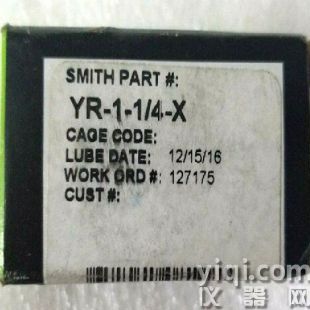 SMITH PART #:
YR-1-1/4-X
CAGE CODE:
LUBE DATE: 12/15/16
WORK ORD #: 127175
CUST #:
yiqi.com
仪器网